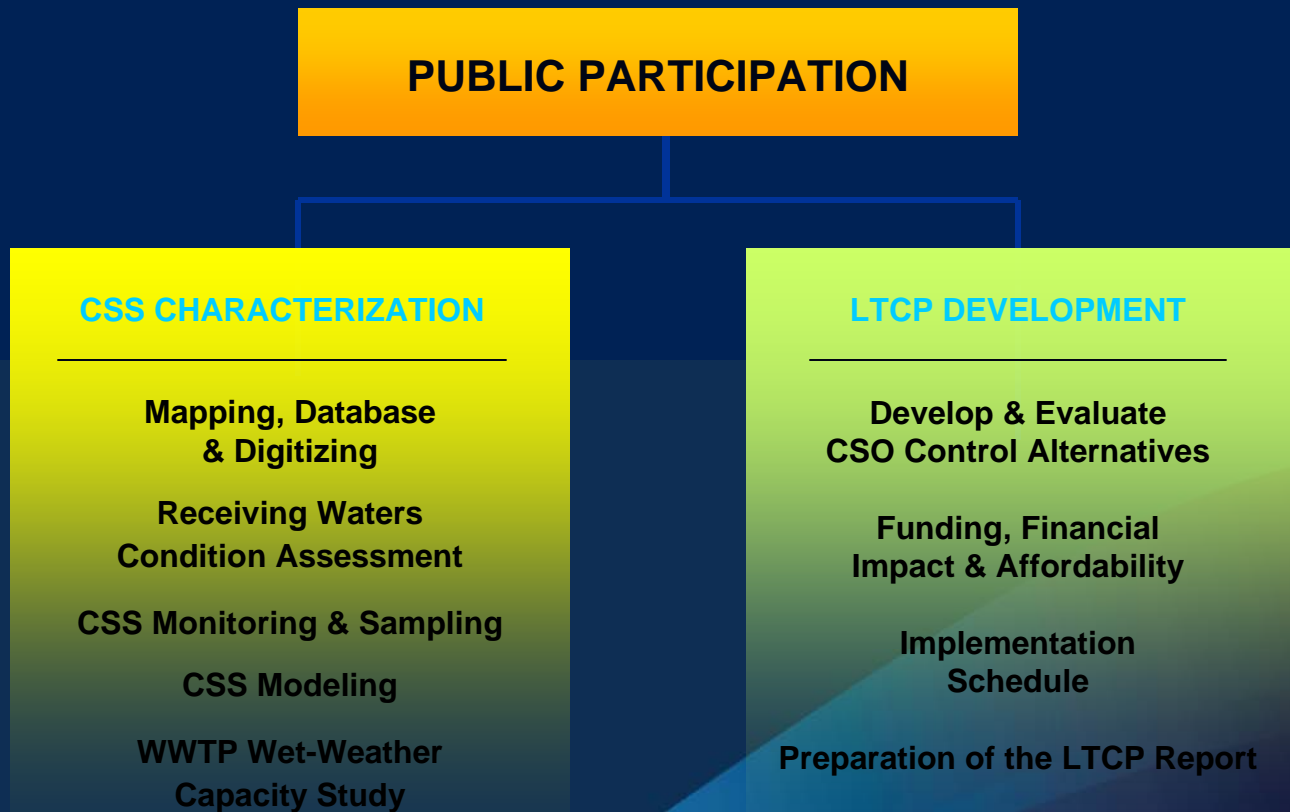 PUBLIC PARTICIPATION
CSS CHARACTERIZATION
Mapping, Database
& Digitizing
Receiving Waters
Condition Assessment
CSS Monitoring & Sampling
CSS Modeling
WWTP Wet-Weather
Capacity Study
LTCP DEVELOPMENT
Develop & Evaluate
CSO Control Alternatives
Funding, Financial
Impact & Affordability
Implementation
Schedule
Preparation of the LTCP Report